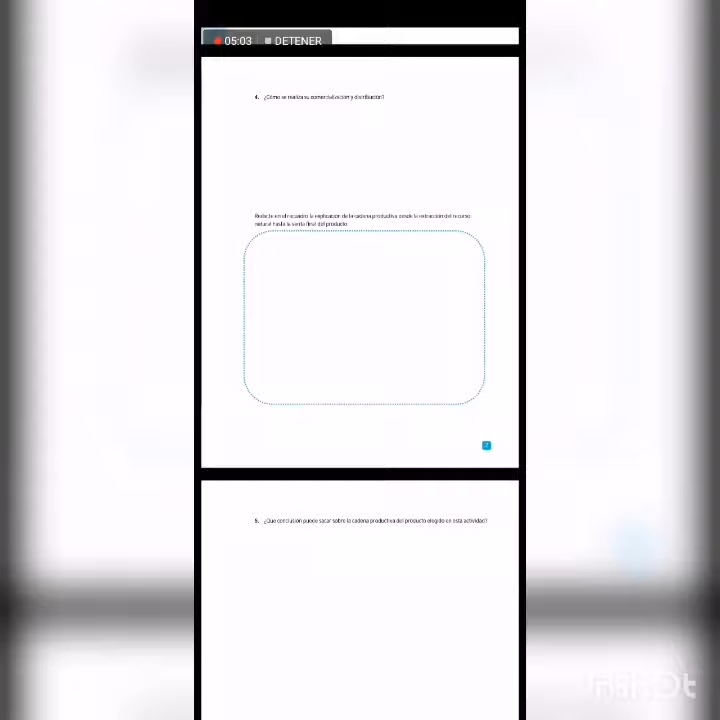 05:03 DETENER
4. ¿Cómo se realiza su comercialización y distribución?
Redacte en el recuadro la explicación de la cadena productiva desde la extracción del recurso
natural hasta la venta final del producto.
2
5. ¿Qué conclusión puede sacar sobre la cadena productiva del producto elegido en esta actividad?